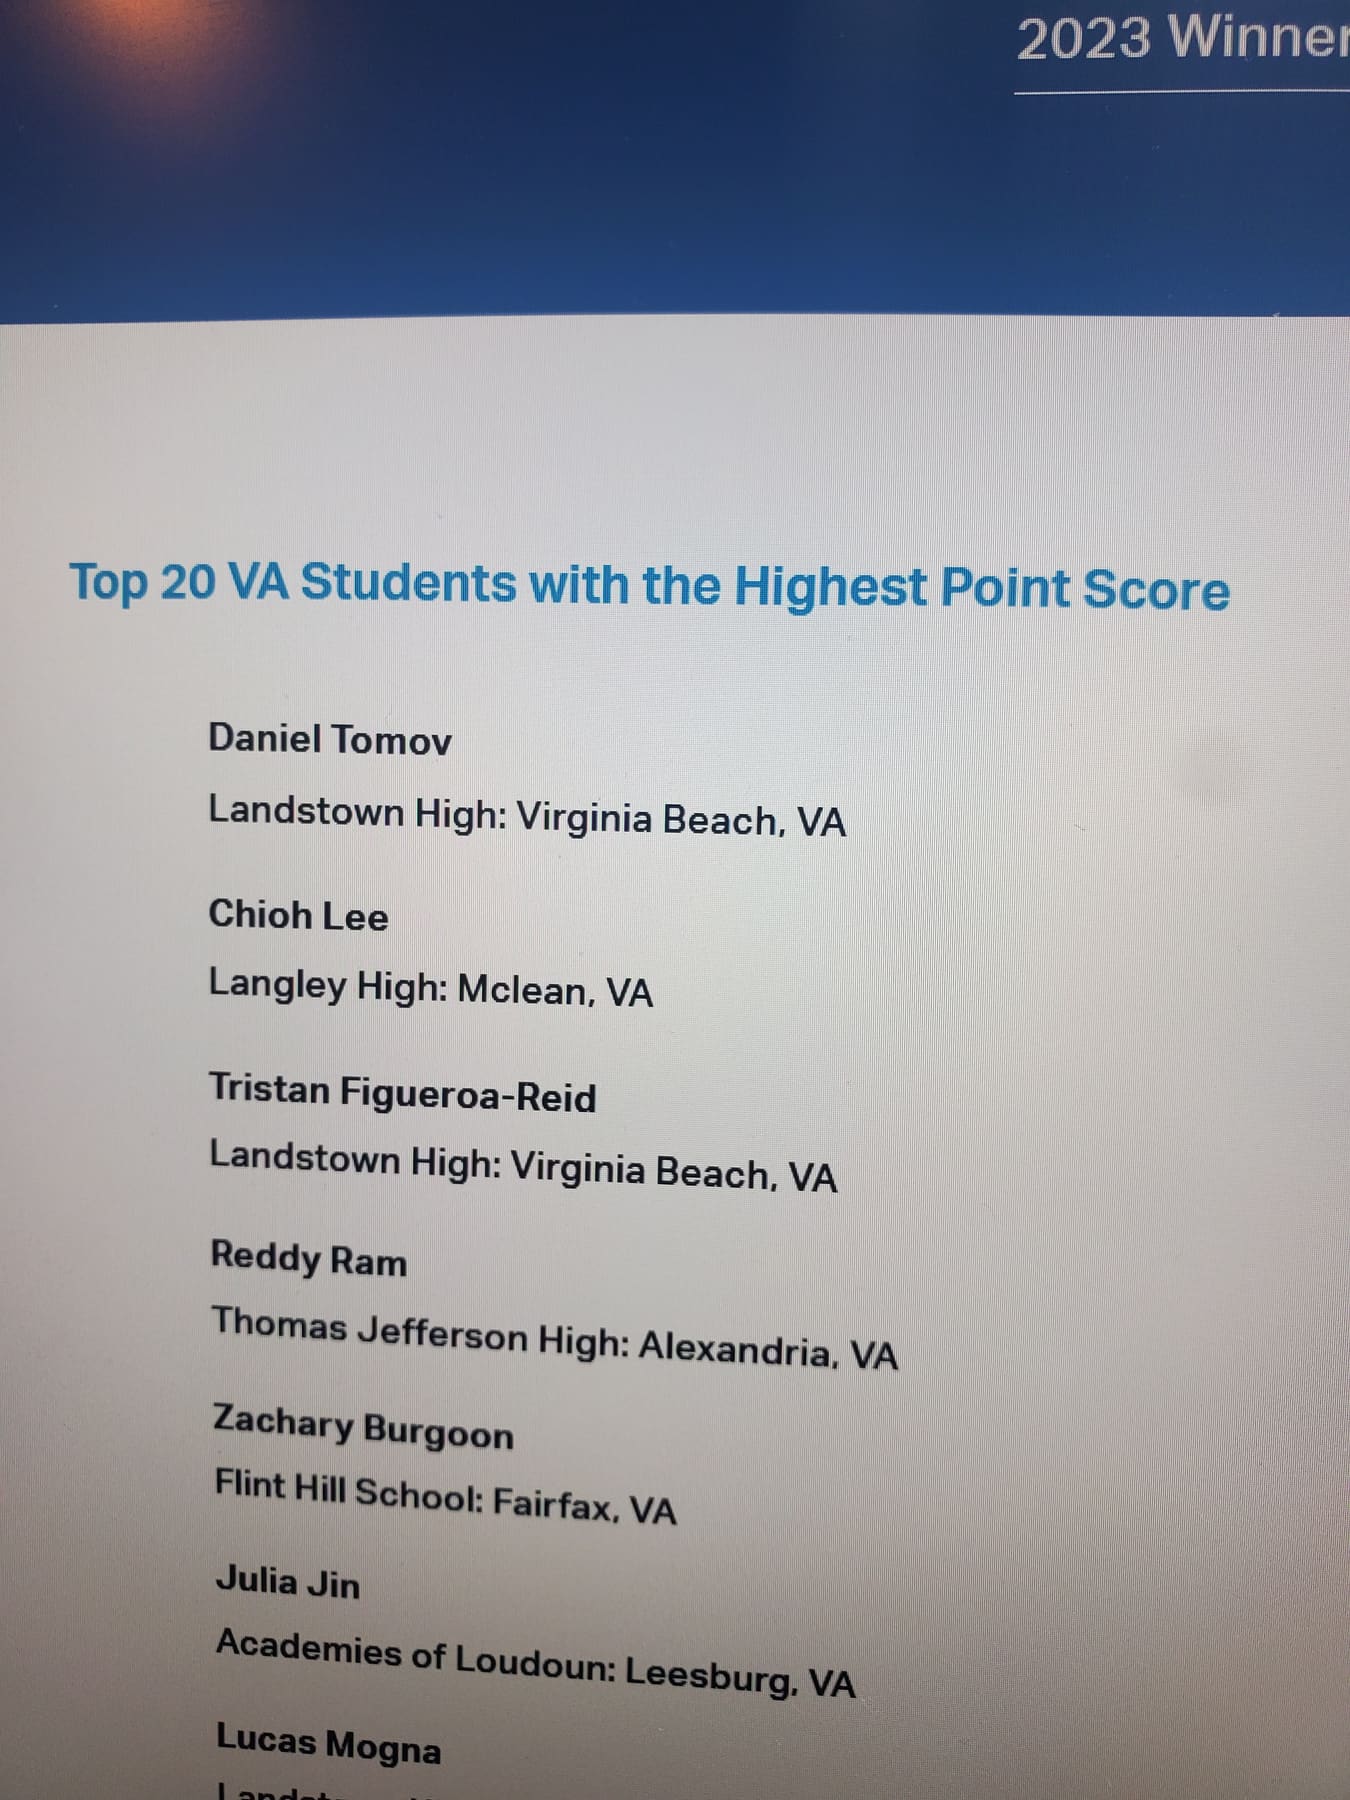 2023 Winner
Top 20 VA Students with the Highest Point Score
Daniel Tomov
Landstown High: Virginia Beach, VA
Chioh Lee
Langley High: Mclean, VA
Tristan Figueroa-Reid
Landstown High: Virginia Beach, VA
Reddy Ram
Thomas Jefferson High: Alexandria, VA
Zachary Burgoon
Flint Hill School: Fairfax, VA
Julia Jin
Academies of Loudoun: Leesburg, VA
Lucas Mogna